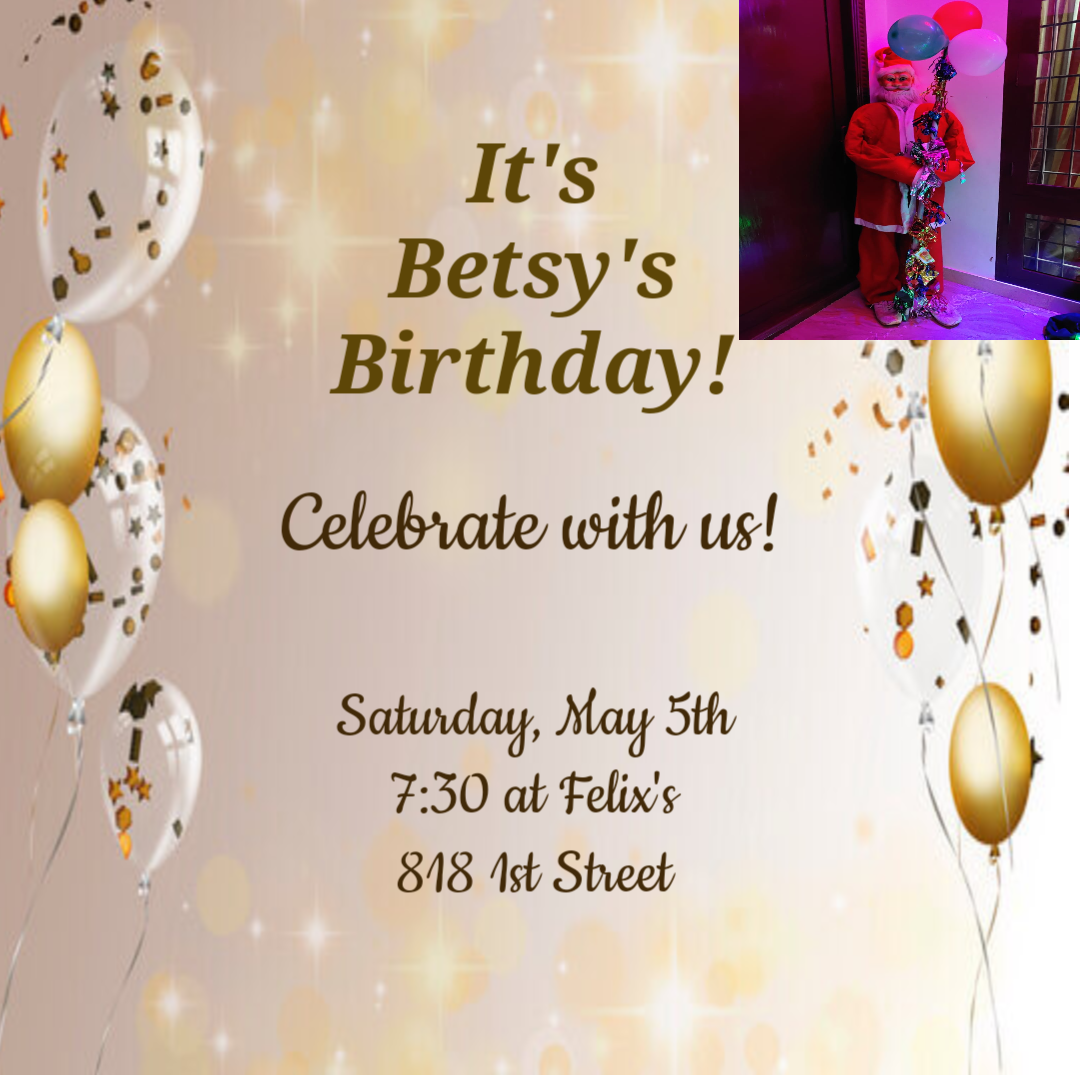 It's
Betsy's
Birthday!
Celebrate with us!
Saturday, May 5th
7:30 at Felix's
818 1st Street